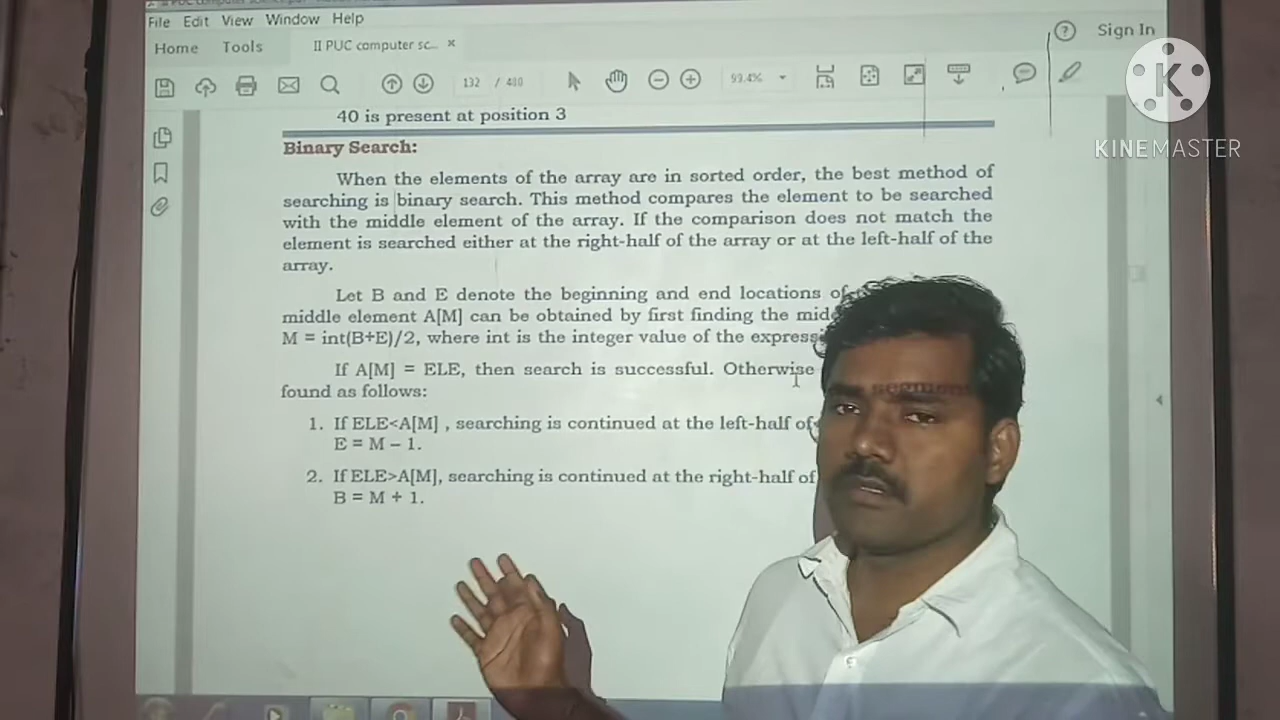 File Edit View Window Help
Home Tools II PUC computer sc... ×
? Sign In
132 / 480 93.4%
K
KINEMASTER
40 is present at position 3
Binary Search:
When the elements of the array are in sorted order, the best method of
searching is binary search. This method compares the element to be searched
with the middle element of the array. If the comparison does not match the
element is searched either at the right-half of the array or at the left-half of the
array.
Let B and E denote the beginning and end locations of
middle element A[M] can be obtained by first finding the
M = int(B+E)/2, where int is the integer value of the
If A[M] = ELE, then search is successful. Otherwise
segment
found as follows:
1. If ELE<A[M] , searching is continued at the left-half of
E = M – 1.
2. If ELE>A[M], searching is continued at the right-half of
B = M + 1.